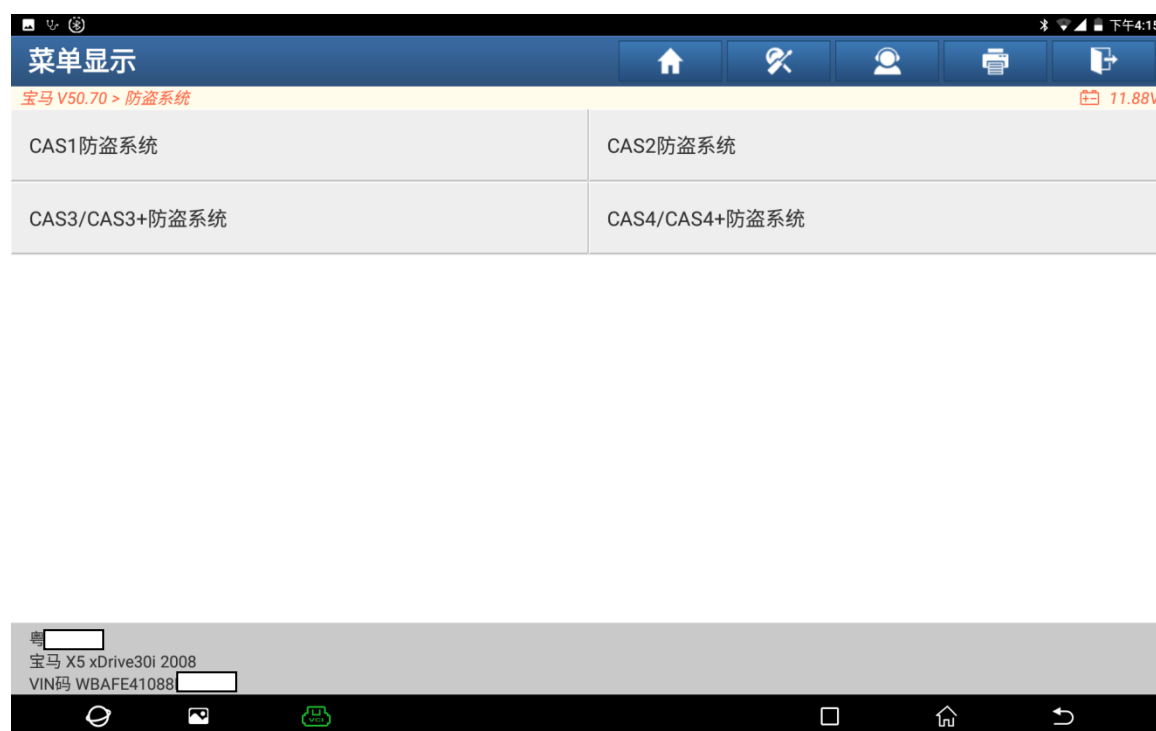 下午4:15
菜单显示
宝马 V50.70 > 防盗系统
11.88V
CAS1防盗系统
CAS2防盗系统
CAS3/CAS3+防盗系统
CAS4/CAS4+防盗系统
粤
宝马 X5 xDrive30i 2008
VIN码 WBAFE41088
VCI